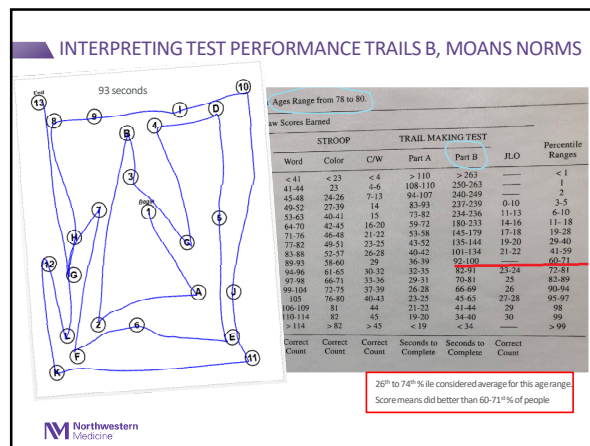 INTERPRETING TEST PERFORMANCE TRAILS B, MOANS NORMS
93 seconds
End
13
8
9
I
D
10
B
4
3
7
Begin
1
5
H
C
12
G
A
J
L
2
6
F
E
K
11
Ages Range from 78 to 80.
aw Scores Earned
STROOP TRAIL MAKING TEST
Word Color C/W Part A Part B JLO Percentile Ranges
< 41 < 23 < 4 > 110 > 263 — < 1
41-44 23 4-6 108-110 250-263 — 1
45-48 24-26 7-13 94-107 240-249 — 2
49-52 27-39 14 83-93 237-239 0-10 3-5
53-63 40-41 15 73-82 234-236 11-13 6-10
64-70 42-45 16-20 59-72 180-233 14-16 11-18
71-76 46-48 21-22 53-58 145-179 17-18 19-28
77-82 49-51 23-25 43-52 135-144 19-20 29-40
83-88 52-57 26-28 40-42 101-134 21-22 41-59
89-93 58-60 29 36-39 92-100 — 60-71
94-96 61-65 30-32 32-35 82-91 23-24 72-81
97-98 66-71 33-36 29-31 70-81 25 82-89
99-104 72-75 37-39 26-28 66-69 26 90-94
105 76-80 40-43 23-25 45-65 27-28 95-97
106-109 81 44 21-22 41-44 29 98
110-114 82 45 19-20 34-40 30 99
> 114 > 82 > 45 < 19 < 34 — > 99
Correct Correct Correct Seconds to Seconds to Correct
Count Count Count Complete Complete Count
26th to 74th % ile considered average for this age range.
Score means did better than 60-71st % of people
Northwestern
Medicine